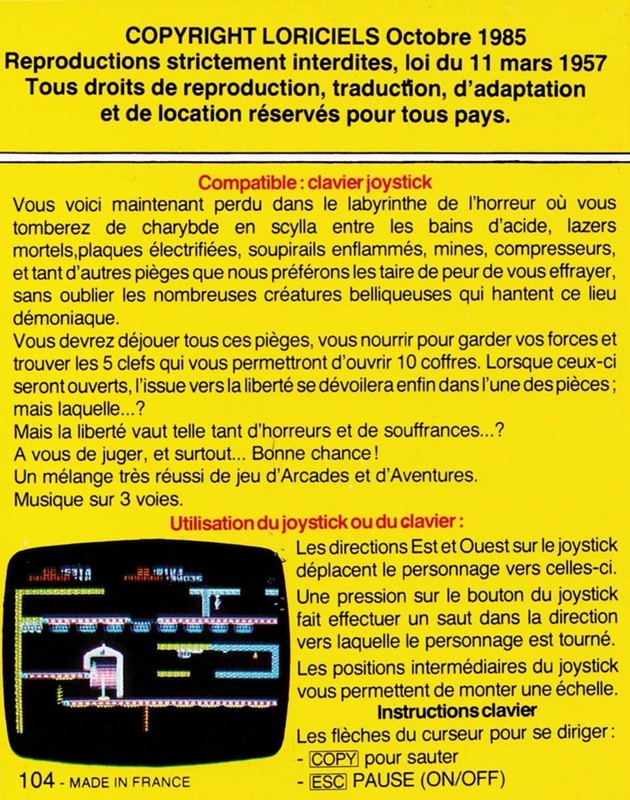 COPYRIGHT LORICIELS Octobre 1985
Reproductions strictement interdites, loi du 11 mars 1957
Tous droits de reproduction, traduction, d'adaptation
et de location réservés pour tous pays.
Compatible : clavier joystick
Vous voici maintenant perdu dans le labyrinthe de l'horreur où vous
tomberez de charybde en scylla entre les bains d'acide, lazers
mortels,plaques électrifiées, soupirails enflammés, mines, compresseurs,
et tant d'autres pièges que nous préférons les taire de peur de vous effrayer,
sans oublier les nombreuses créatures belliqueuses qui hantent ce lieu
démoniaque.
Vous devrez déjouer tous ces pièges, vous nourrir pour garder vos forces et
trouver les 5 clefs qui vous permettront d'ouvrir 10 coffres. Lorsque ceux-ci
seront ouverts, l'issue vers la liberté se dévoilera enfin dans l'une des pièces ;
mais laquelle...?
Mais la liberté vaut telle tant d'horreurs et de souffrances...?
A vous de juger, et surtout... Bonne chance !
Un mélange très réussi de jeu d'Arcades et d'Aventures.
Musique sur 3 voies.
Utilisation du joystick ou du clavier :
Les directions Est et Ouest sur le joystick
déplacent le personnage vers celles-ci.
Une pression sur le bouton du joystick
fait effectuer un saut dans la direction
vers laquelle le personnage est tourné.
Les positions intermédiaires du joystick
vous permettent de monter une échelle.
Instructions clavier
Les flèches du curseur pour se diriger :
- COPY pour sauter
- ESC PAUSE (ON/OFF)
104 - MADE IN FRANCE